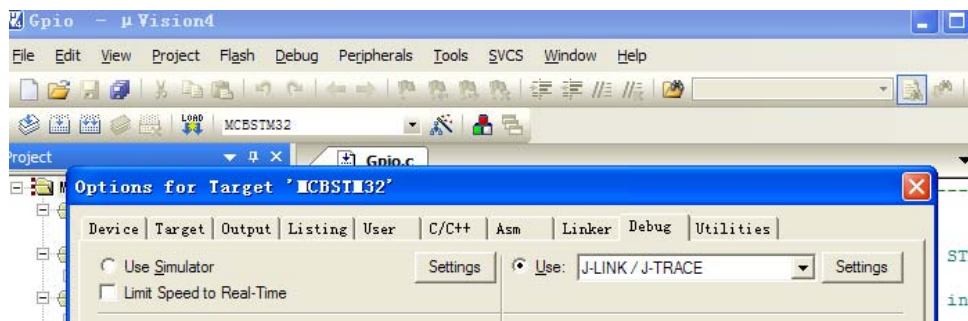 Gpio - µVision4
File Edit View Project Flash Debug Peripherals Tools SVCS Window Help
LOAD MCBSTM32
Project Gpio.c
Options for Target 'MCBSTM32'
Device Target Output Listing User C/C++ Asm Linker Debug Utilities
Use Simulator Settings Use: J-LINK / J-TRACE Settings
ST
Limit Speed to Real-Time
in